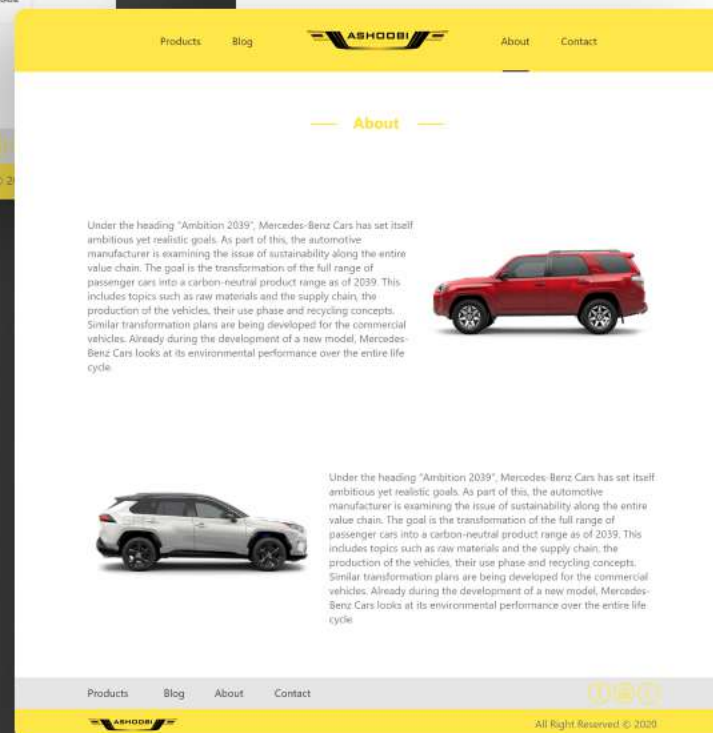 Products Blog ASHOOBI About Contact
About
Under the heading "Ambition 2039", Mercedes-Benz Cars has set itself
ambitious yet realistic goals. As part of this, the automotive
manufacturer is examining the issue of sustainability along the entire
value chain. The goal is the transformation of the full range of
passenger cars into a carbon-neutral product range as of 2039. This
includes topics such as raw materials and the supply chain, the
production of the vehicles, their use phase and recycling concepts.
Similar transformation plans are being developed for the commercial
vehicles. Already during the development of a new model, Mercedes-
Benz Cars looks at its environmental performance over the entire life
cycle.
Under the heading "Ambition 2039", Mercedes-Benz Cars has set itself
ambitious yet realistic goals. As part of this, the automotive
manufacturer is examining the issue of sustainability along the entire
value chain. The goal is the transformation of the full range of
passenger cars into a carbon-neutral product range as of 2039. This
includes topics such as raw materials and the supply chain, the
production of the vehicles, their use phase and recycling concepts.
Similar transformation plans are being developed for the commercial
vehicles. Already during the development of a new model, Mercedes-
Benz Cars looks at its environmental performance over the entire life
cycle.
Products Blog About Contact
ASHOOBI All Right Reserved © 2020